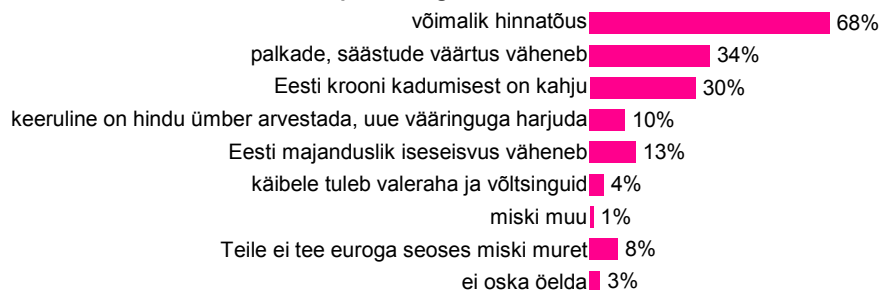 võimalik hinnatõus 68%
palkade, säästude väärtus väheneb 34%
Eesti krooni kadumisest on kahju 30%
keeruline on hindu ümber arvestada, uue vääringuga harjuda 10%
Eesti majanduslik iseseisvus väheneb 13%
käibele tuleb valeraha ja võltsinguid 4%
miski muu 1%
Teile ei tee euroga seoses miski muret 8%
ei oska öelda 3%